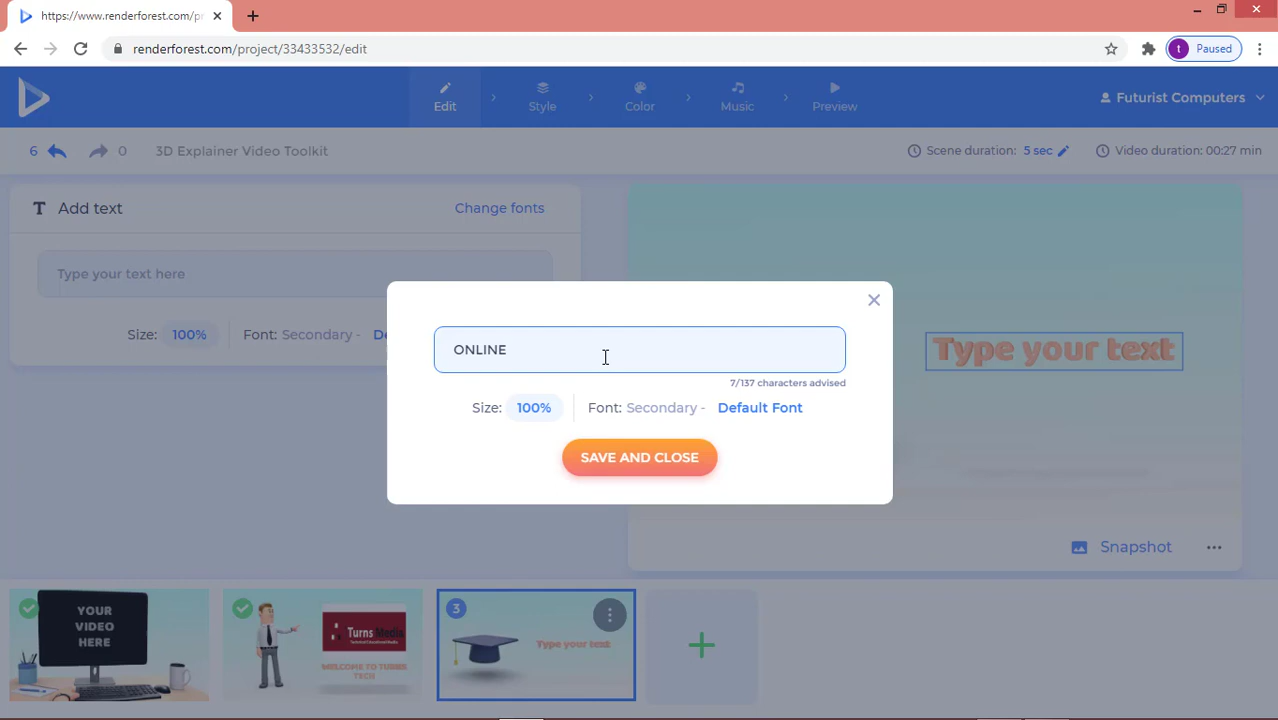 https://www.renderforest.com/pr
renderforest.com/project/33433532/edit
t Paused
Edit
Style
Color
Music
Preview
Futurist Computers
6
0
3D Explainer Video Toolkit
Scene duration: 5 sec
Video duration: 00:27 min
T Add text
Change fonts
Type your text here
Size: 100%
Font: Secondary - De
Type your text
ONLINE
7/137 characters advised
Size: 100%
Font: Secondary - Default Font
SAVE AND CLOSE
Snapshot
YOUR
VIDEO
HERE
Turns Media
WELCOME TO TURNS
TECH
3
Type your text